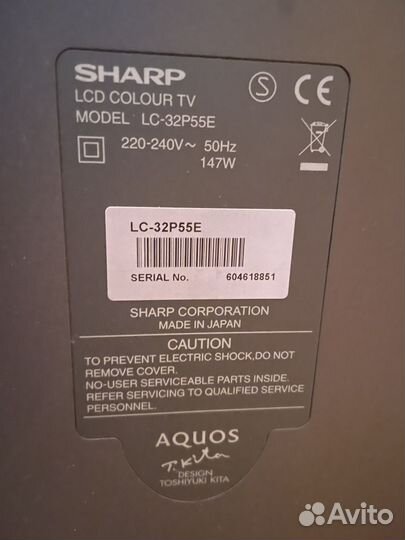 SHARP
LCD COLOUR TV
MODEL LC-32P55E
220-240V~ 50Hz
147W
S
CE
LC-32P55E
SERIAL No. 604618851
SHARP CORPORATION
MADE IN JAPAN
CAUTION
TO PREVENT ELECTRIC SHOCK,DO NOT
REMOVE COVER.
NO-USER SERVICEABLE PARTS INSIDE.
REFER SERVICING TO QUALIFIED SERVICE
PERSONNEL.
AQUOS
T. Kita
DESIGN
TOSHIYUKI KITA
Avito